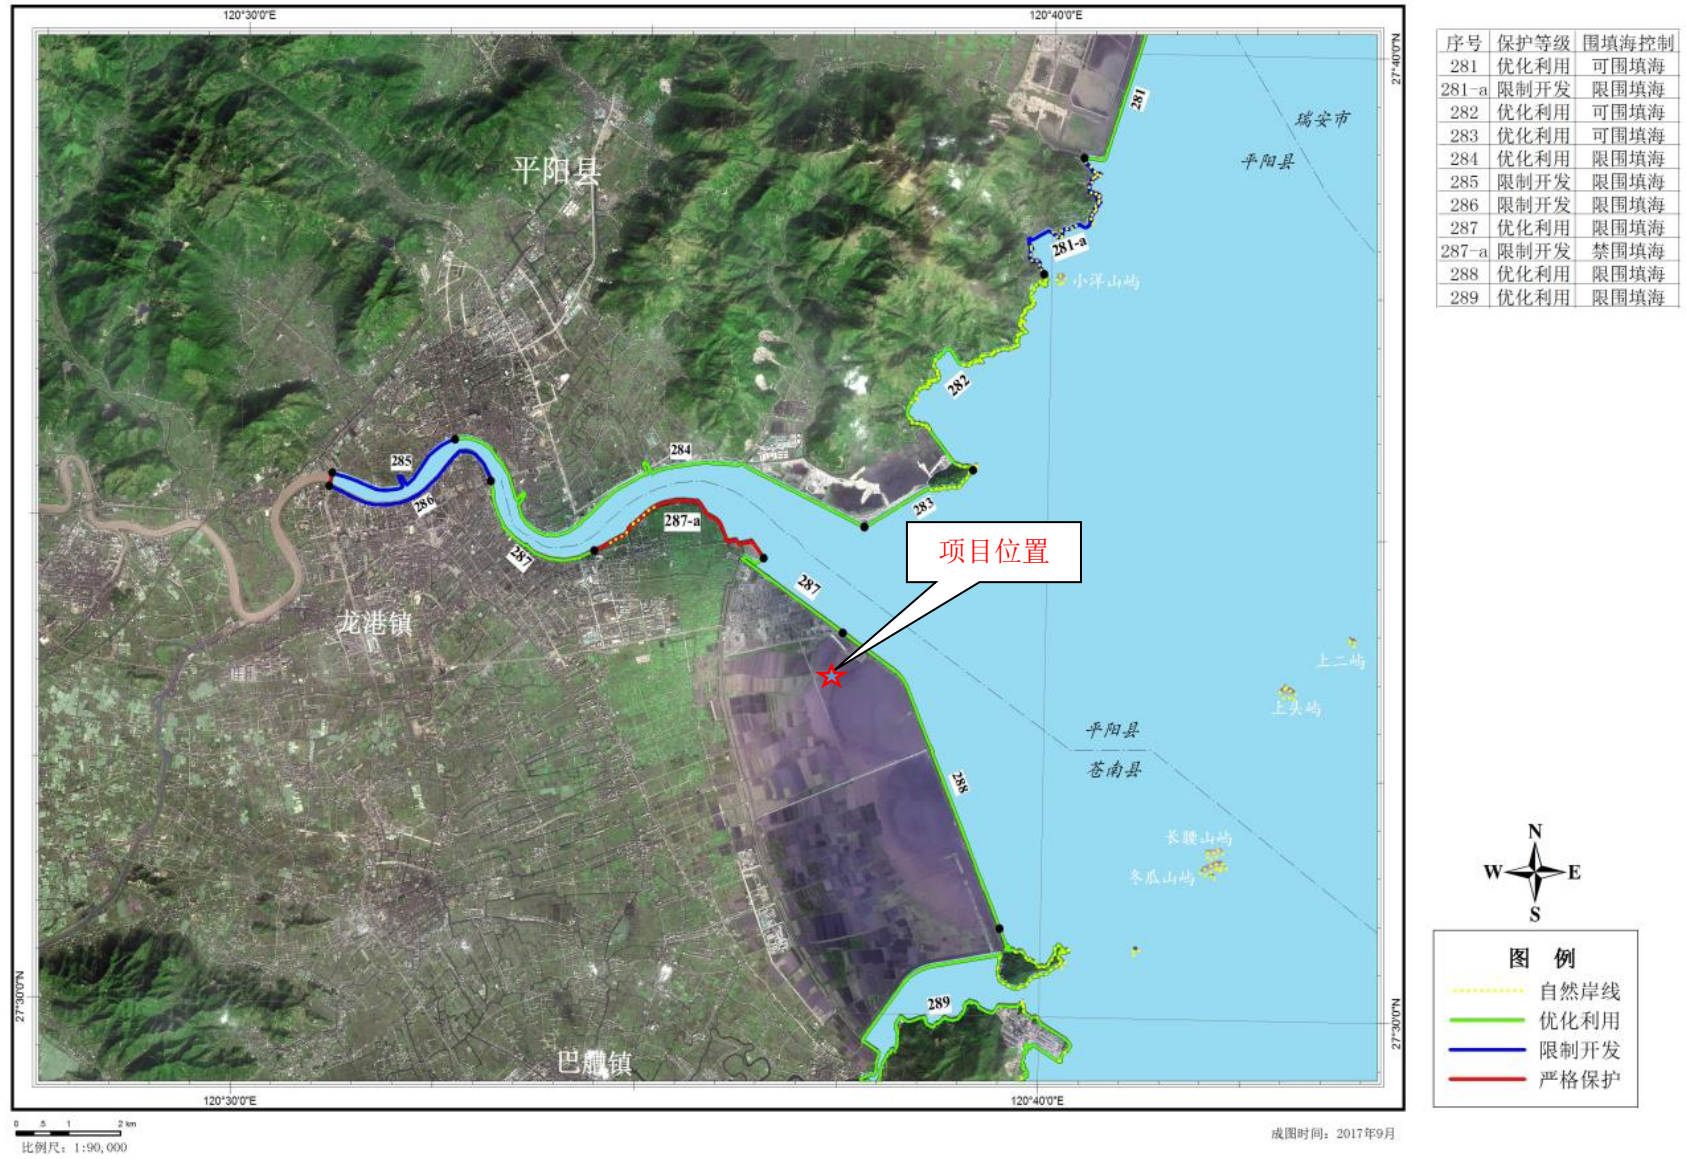 120°30'0"E
120°40'0"E
27°40'0"N
序号 保护等级 围填海控制
281 优化利用 可围填海
281-a 限制开发 限围填海
282 优化利用 可围填海
283 优化利用 可围填海
284 优化利用 限围填海
285 限制开发 限围填海
286 限制开发 限围填海
287 优化利用 限围填海
287-a 限制开发 禁围填海
288 优化利用 限围填海
289 优化利用 限围填海
281
瑞安市
平阳县
平阳县
281-a
小洋山屿
282
284
285
286
283
287-a
287
项目位置
287
龙港镇
上二屿
上头屿
平阳县
苍南县
288
长腰山屿
冬瓜山屿
289
巴艚镇
27°30'0"N
27°30'0"N
120°30'0"E
120°40'0"E
N
W
E
S
图 例
自然岸线
优化利用
限制开发
严格保护
0 .5 1 2 km
比例尺：1:90,000
成图时间：2017年9月